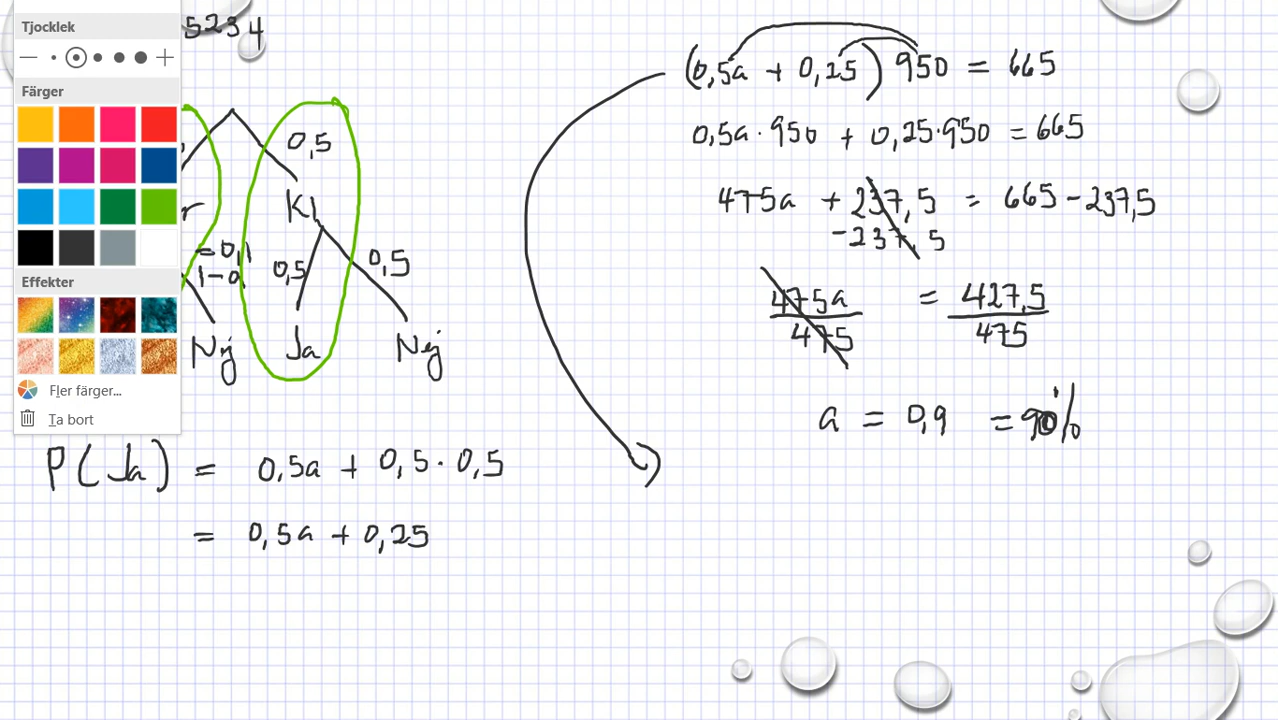 Tjocklek
5234
Färger
0,5
r
Kl
=0,1
1-a
0,5
0,5
Nej
Ja
Nej
Effekter
Fler färger...
Ta bort
P(Ja) = 0,5a + 0,5·0,5
= 0,5a + 0,25
(0,5a + 0,25) 950 = 665
0,5a·950 + 0,25·950 = 665
475a + 237,5 = 665 - 237,5
-237,5
475a = 427,5
475 475
a = 0,9 = 90%